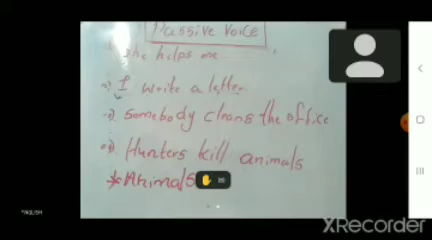 Passive Voice
she helps me
I write a letter
Somebody cleans the office
Hunters kill animals
*Animals
XRecorder